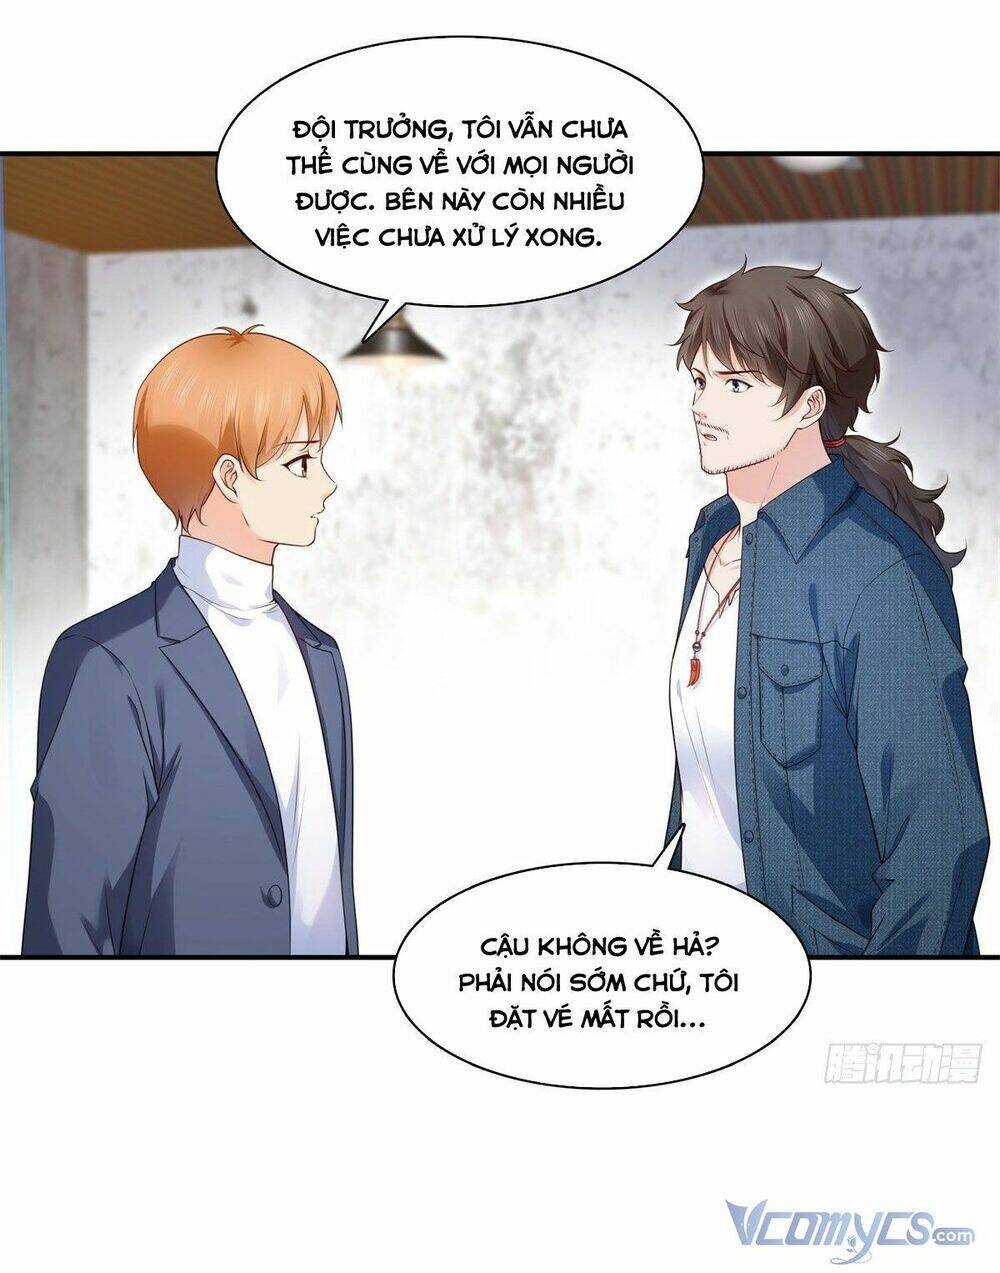 ĐỘI TRƯỞNG, TÔI VẪN CHƯA
THỂ CÙNG VỀ VỚI MỌI NGƯỜI
ĐƯỢC. BÊN NÀY CÒN NHIỀU
VIỆC CHƯA XỬ LÝ XONG.
CẬU KHÔNG VỀ HẢ?
PHẢI NÓI SỚM CHỨ, TÔI
ĐẶT VÉ MẤT RỒI...
腾讯动漫
VCOMYCS.com